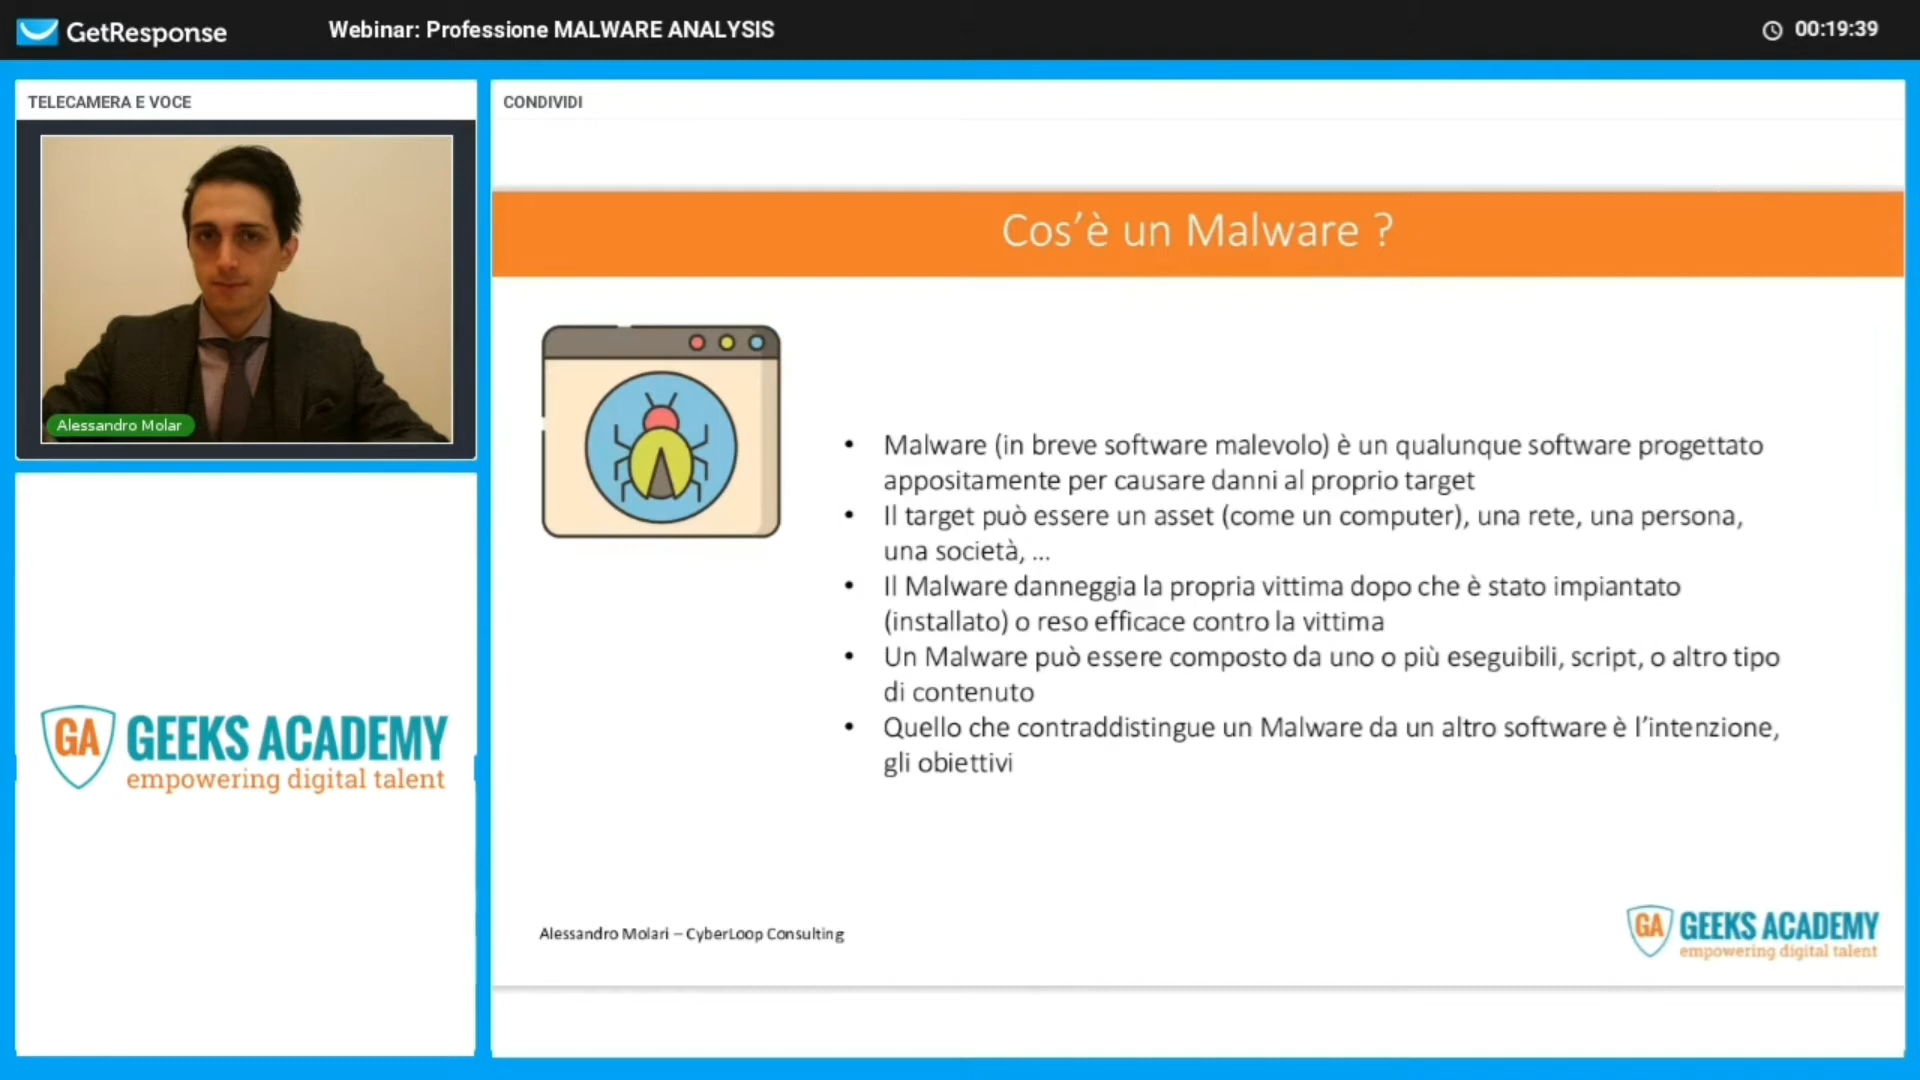 GetResponse
Webinar: Professione MALWARE ANALYSIS
00:19:39
TELECAMERA E VOCE
Alessandro Molar
GA GEEKS ACADEMY
empowering digital talent
CONDIVIDI
Cos'è un Malware ?
• Malware (in breve software malevolo) è un qualunque software progettato
appositamente per causare danni al proprio target
• Il target può essere un asset (come un computer), una rete, una persona,
una società, ...
• Il Malware danneggia la propria vittima dopo che è stato impiantato
(installato) o reso efficace contro la vittima
• Un Malware può essere composto da uno o più eseguibili, script, o altro tipo
di contenuto
• Quello che contraddistingue un Malware da un altro software è l'intenzione,
gli obiettivi
Alessandro Molari – CyberLoop Consulting
GA GEEKS ACADEMY
empowering digital talent